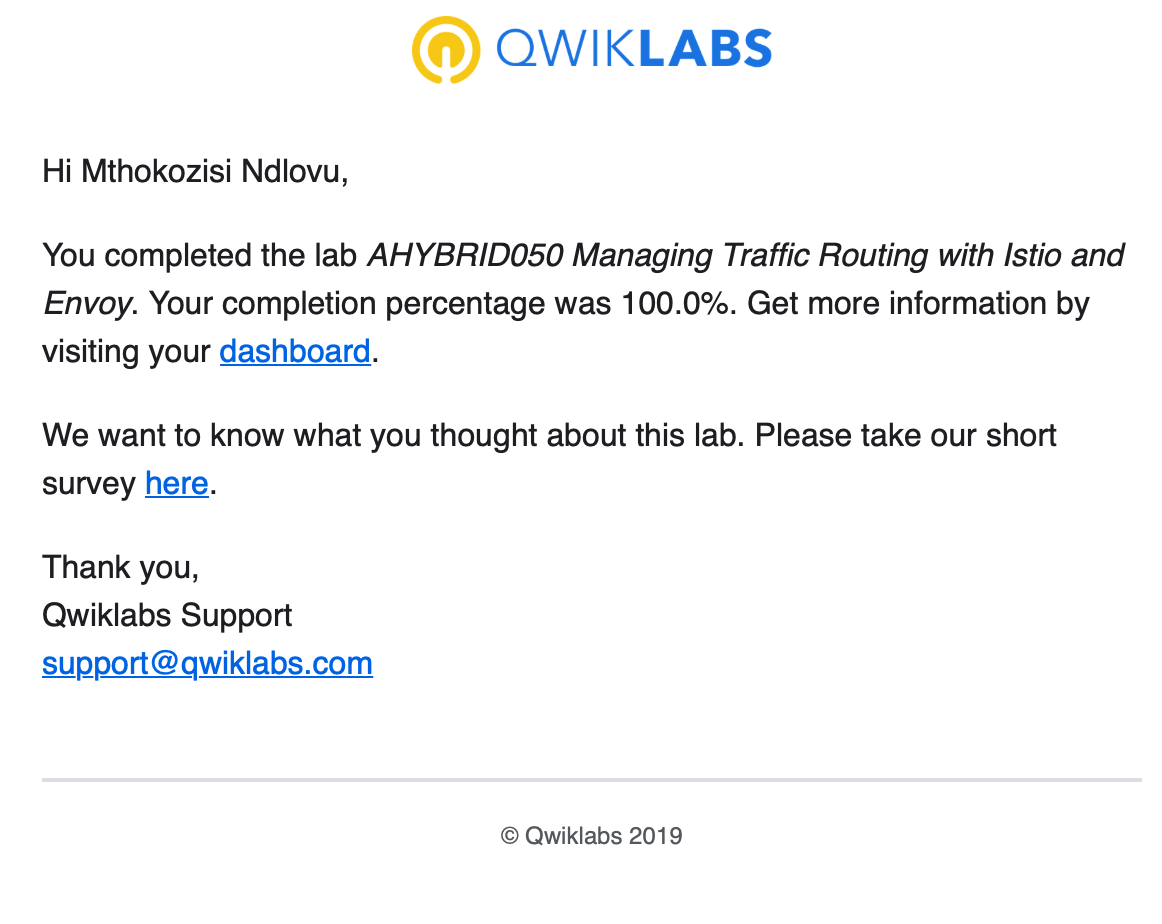 QWIKLABS
Hi Mthokozisi Ndlovu,
You completed the lab AHYBRID050 Managing Traffic Routing with Istio and
Envoy. Your completion percentage was 100.0%. Get more information by
visiting your dashboard.
We want to know what you thought about this lab. Please take our short
survey here.
Thank you,
Qwiklabs Support
support@qwiklabs.com
© Qwiklabs 2019